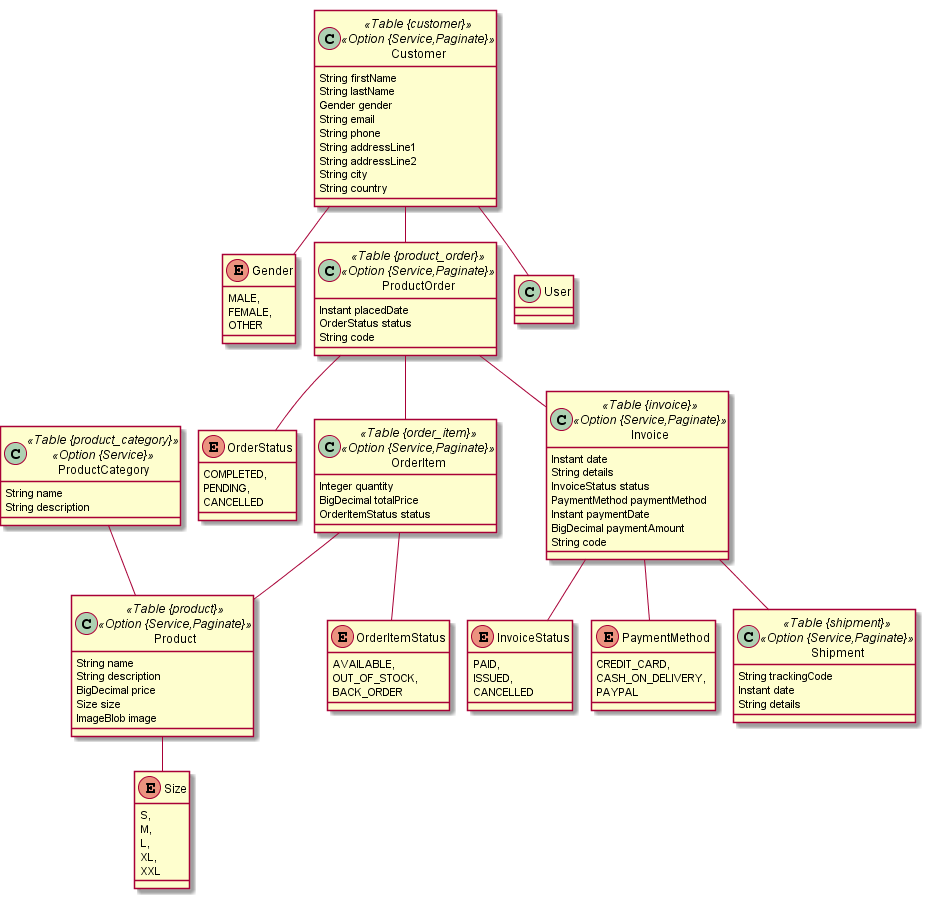 C
«Table {customer}»
«Option {Service,Paginate}»
Customer
String firstName
String lastName
Gender gender
String email
String phone
String addressLine1
String addressLine2
String city
String country
E Gender
MALE,
FEMALE,
OTHER
C
«Table {product_order}»
«Option {Service,Paginate}»
ProductOrder
Instant placedDate
OrderStatus status
String code
C User
C
«Table {product_category}»
«Option {Service}»
ProductCategory
String name
String description
E OrderStatus
COMPLETED,
PENDING,
CANCELLED
C
«Table {order_item}»
«Option {Service,Paginate}»
OrderItem
Integer quantity
BigDecimal totalPrice
OrderItemStatus status
C
«Table {invoice}»
«Option {Service,Paginate}»
Invoice
Instant date
String details
InvoiceStatus status
PaymentMethod paymentMethod
Instant paymentDate
BigDecimal paymentAmount
String code
C
«Table {product}»
«Option {Service,Paginate}»
Product
String name
String description
BigDecimal price
Size size
ImageBlob image
E OrderItemStatus
AVAILABLE,
OUT_OF_STOCK,
BACK_ORDER
E InvoiceStatus
PAID,
ISSUED,
CANCELLED
E PaymentMethod
CREDIT_CARD,
CASH_ON_DELIVERY,
PAYPAL
C
«Table {shipment}»
«Option {Service,Paginate}»
Shipment
String trackingCode
Instant date
String details
E Size
S,
M,
L,
XL,
XXL